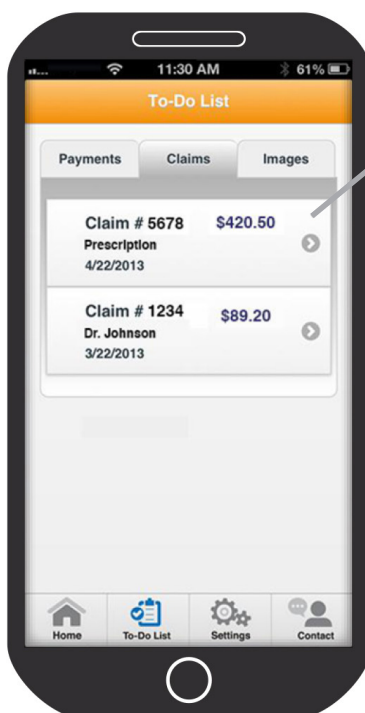 11:30 AM 61%
To-Do List
Payments Claims Images
Claim # 5678 $420.50
Prescription
4/22/2013
Claim # 1234 $89.20
Dr. Johnson
3/22/2013
Home To-Do List Settings Contact